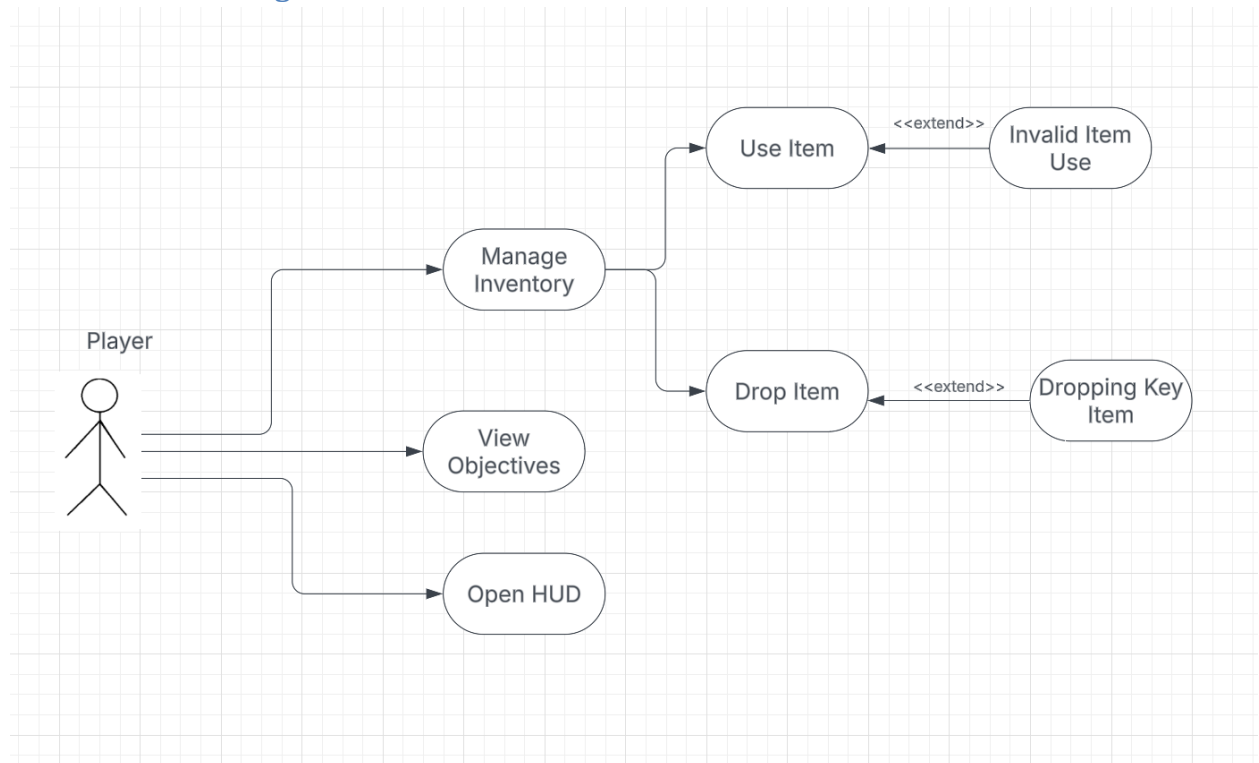 Use Item
<<extend>>
Invalid Item
Use
Manage
Inventory
Player
Drop Item
<<extend>>
Dropping Key
Item
View
Objectives
Open HUD